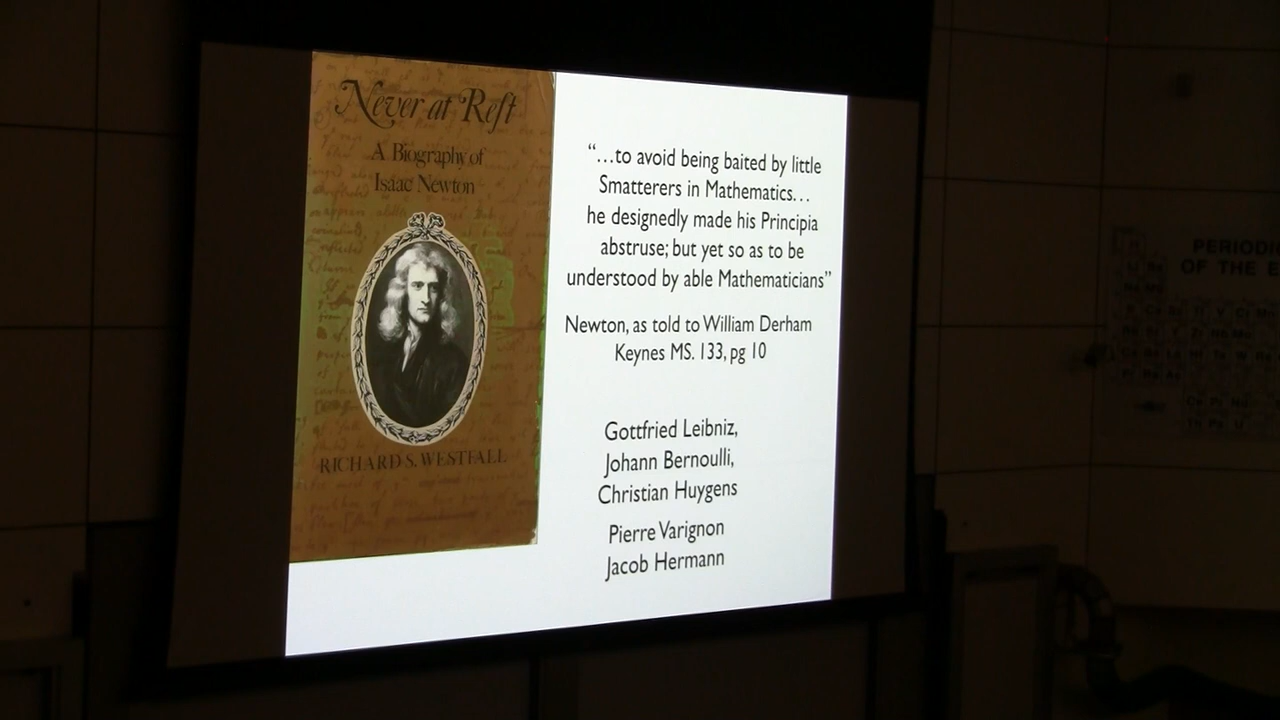 Never at Reſt
A Biography of
Isaac Newton
RICHARD S. WESTFALL
“…to avoid being baited by little
Smatterers in Mathematics…
he designedly made his Principia
abstruse; but yet so as to be
understood by able Mathematicians”
Newton, as told to William Derham
Keynes MS. 133, pg 10
Gottfried Leibniz,
Johann Bernoulli,
Christian Huygens
Pierre Varignon
Jacob Hermann
PERIODI
OF THE E